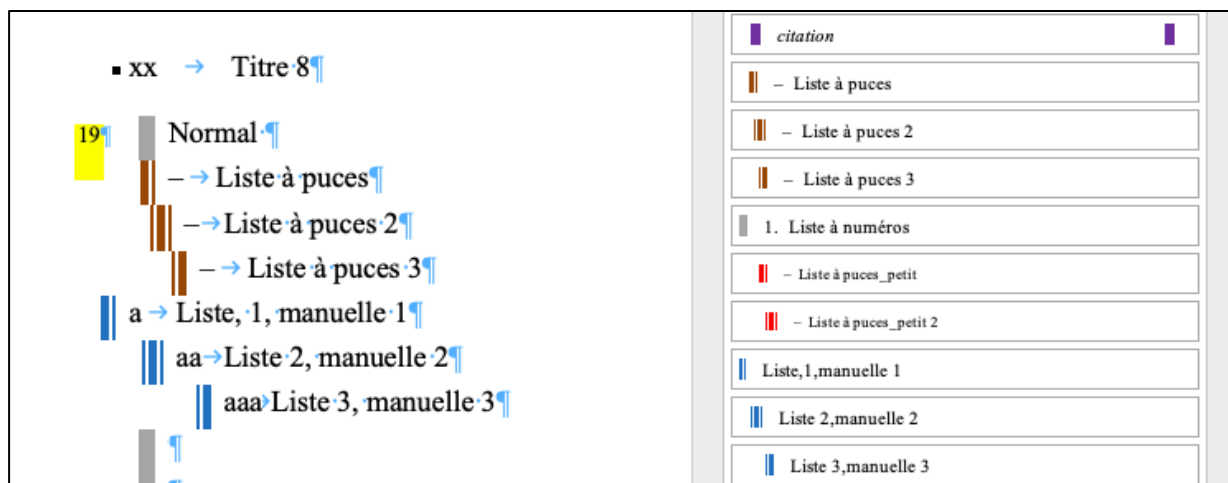 ▪ xx → Titre·8¶
19¶ Normal·¶
– → Liste·à·puces¶
–→Liste·à·puces·2¶
– → Liste·à·puces·3¶
a → Liste,·1,·manuelle·1¶
aa→Liste·2,·manuelle·2¶
aaa→Liste·3,·manuelle·3¶
¶
citation
– Liste à puces
– Liste à puces 2
– Liste à puces 3
1. Liste à numéros
– Liste à puces_petit
– Liste à puces_petit 2
Liste,1,manuelle 1
Liste 2,manuelle 2
Liste 3,manuelle 3